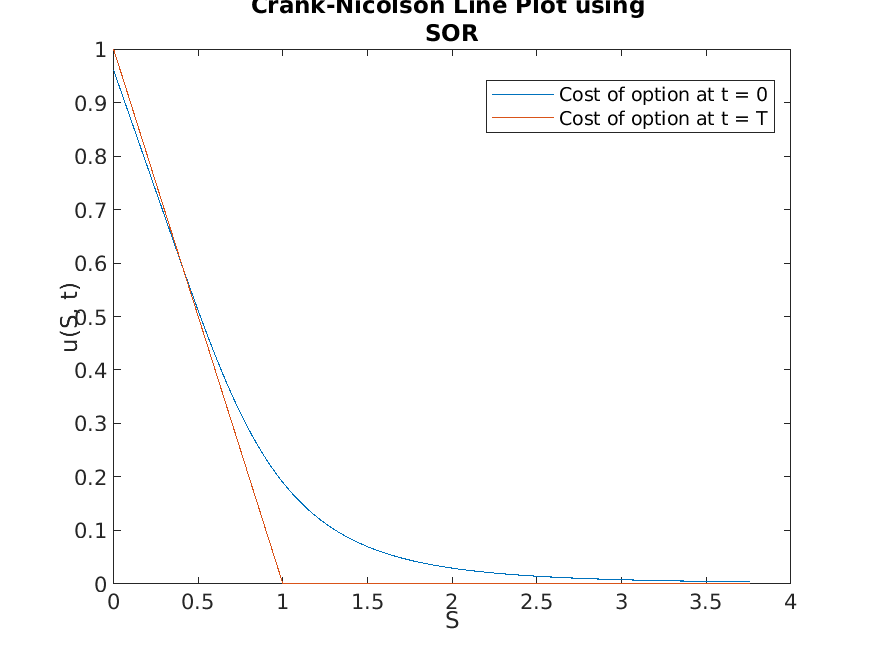 Crank-Nicolson Line Plot using
SOR
1
0.9
0.8
0.7
0.6
0.5
0.4
0.3
0.2
0.1
0
u(S, t)
Cost of option at t = 0
Cost of option at t = T
0 0.5 1 1.5 2 2.5 3 3.5 4
S